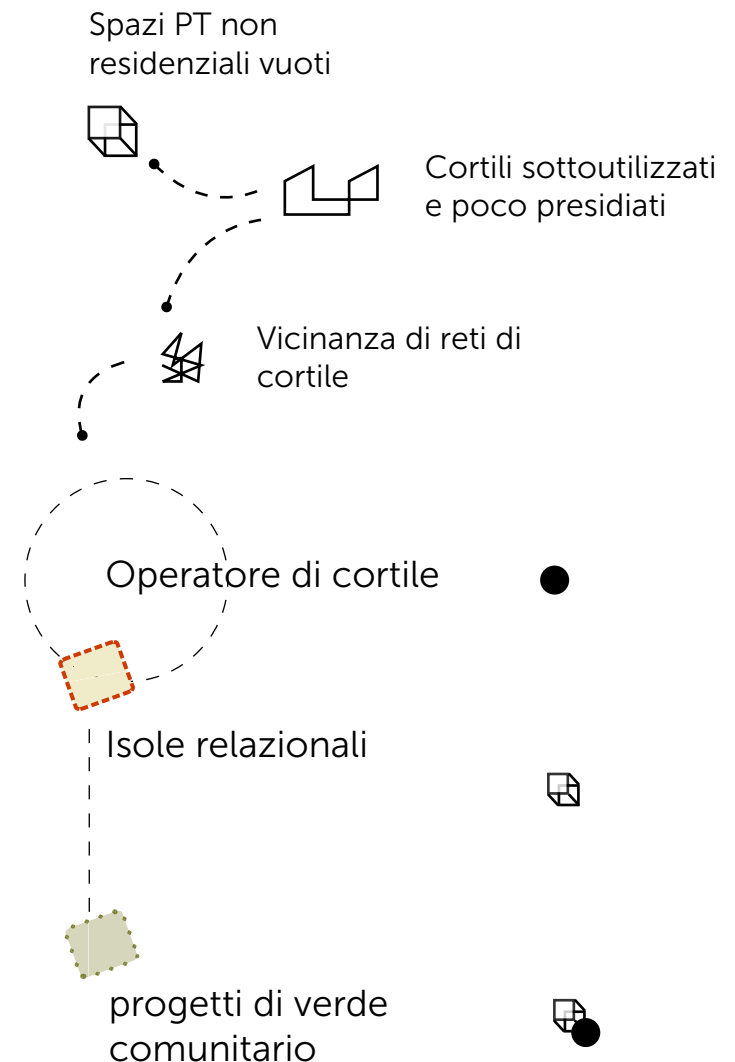 Spazi PT non
residenziali vuoti
Cortili sottoutilizzati
e poco presidiati
Vicinanza di reti di
cortile
Operatore di cortile
Isole relazionali
progetti di verde
comunitario